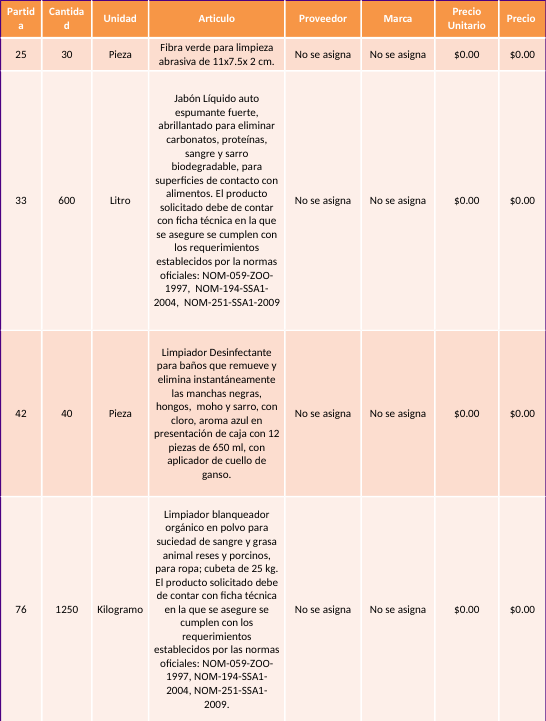 Partid
a
Cantida
d
Unidad
Articulo
Proveedor
Marca
Precio
Unitario
Precio
25
30
Pieza
Fibra verde para limpieza
abrasiva de 11x7.5x 2 cm.
No se asigna
No se asigna
$0.00
$0.00
33
600
Litro
Jabón Líquido auto
espumante fuerte,
abrillantado para eliminar
carbonatos, proteínas,
sangre y sarro
biodegradable, para
superficies de contacto con
alimentos. El producto
solicitado debe de contar
con ficha técnica en la que
se asegure se cumplen con
los requerimientos
establecidos por la normas
oficiales: NOM-059-ZOO-
1997,  NOM-194-SSA1-
2004,  NOM-251-SSA1-2009
No se asigna
No se asigna
$0.00
$0.00
42
40
Pieza
Limpiador Desinfectante
para baños que remueve y
elimina instantáneamente
las manchas negras,
hongos,  moho y sarro, con
cloro, aroma azul en
presentación de caja con 12
piezas de 650 ml, con
aplicador de cuello de
ganso.
No se asigna
No se asigna
$0.00
$0.00
76
1250
Kilogramo
Limpiador blanqueador
orgánico en polvo para
suciedad de sangre y grasa
animal reses y porcinos,
para ropa; cubeta de 25 kg.
El producto solicitado debe
de contar con ficha técnica
en la que se asegure se
cumplen con los
requerimientos
establecidos por las normas
oficiales: NOM-059-ZOO-
1997, NOM-194-SSA1-
2004, NOM-251-SSA1-
2009.
No se asigna
No se asigna
$0.00
$0.00